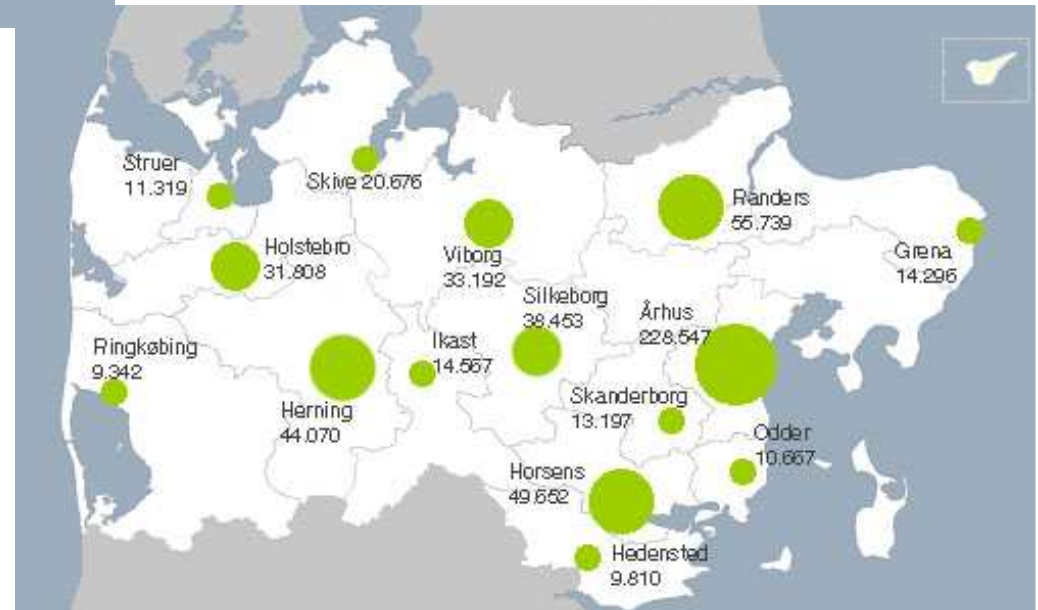 Struer
11.319
Skive 20.676
Randers
55.739
Holstebro
31.808
Viborg
33.192
Grena
14.296
Silkeborg
38.453
Århus
228.547
Ringkøbing
9.342
Ikast
14.567
Herning
44.070
Skanderborg
13.197
Odder
10.667
Horsens
49.652
Hedensted
9.810